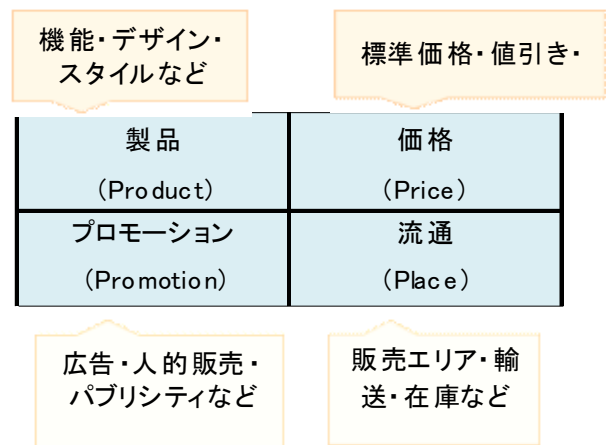 機能・デザイン・
スタイルなど
標準価格・値引き・
製品
(Product)
価格
(Price)
プロモーション
(Promotion)
流通
(Place)
広告・人的販売・
パブリシティなど
販売エリア・輸
送・在庫など